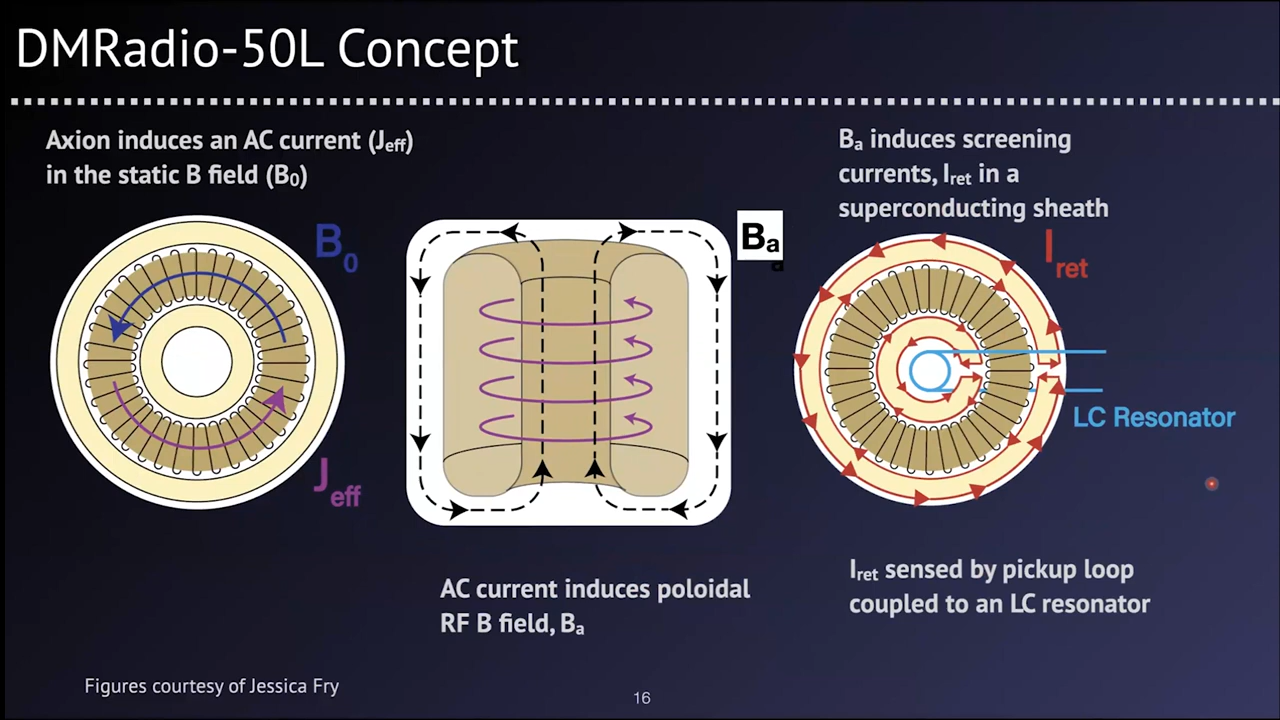 DMRadio-50L Concept
Axion induces an AC current (Jeff)
in the static B field (B0)
B0
Jeff
Ba
a
AC current induces poloidal
RF B field, Ba
Ba induces screening
currents, Iret in a
superconducting sheath
Iret
LC Resonator
Iret sensed by pickup loop
coupled to an LC resonator
Figures courtesy of Jessica Fry
16